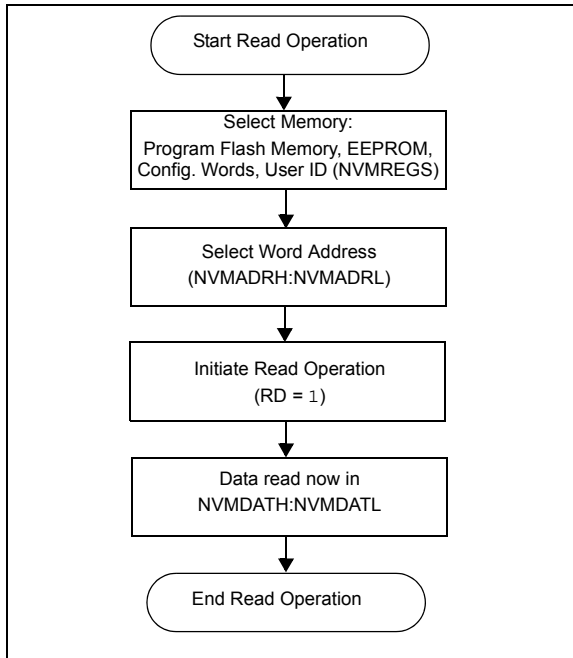 Start Read Operation
Select Memory:
Program Flash Memory, EEPROM,
Config. Words, User ID (NVMREGS)
Select Word Address
(NVMADRH:NVMADRL)
Initiate Read Operation
(RD = 1)
Data read now in
NVMDATH:NVMDATL
End Read Operation